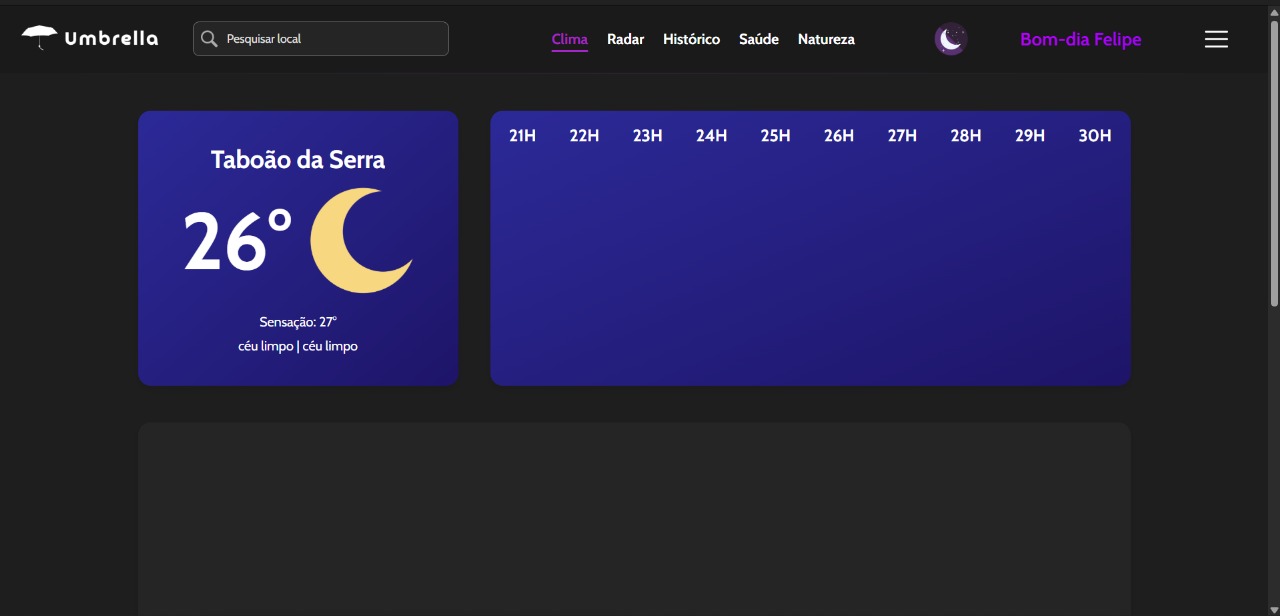 Umbrella
Pesquisar local
Clima Radar Histórico Saúde Natureza
Bom-dia Felipe
Taboão da Serra
26°
Sensação: 27°
céu limpo | céu limpo
21H 22H 23H 24H 25H 26H 27H 28H 29H 30H